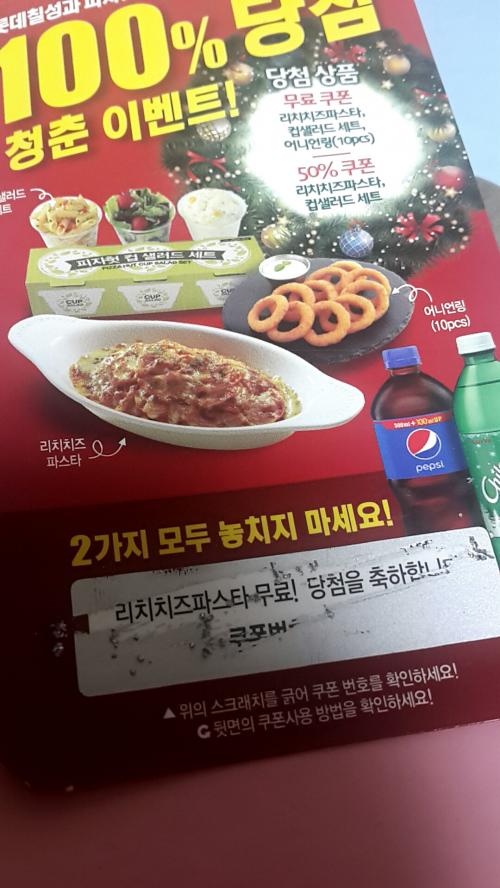 롯데칠성과 피자
100% 당첨
청춘 이벤트!
당첨 상품
무료 쿠폰
리치치즈파스타,
컵샐러드 세트,
어니언링(10pcs)
50% 쿠폰
리치치즈파스타,
컵샐러드 세트
샐러드
피자헛 컵 샐러드 세트
PIZZA HUT CUP SALAD SET
CUP
CUP
어니언링
(10pcs)
리치치즈
파스타
500ml+100mlUP
pepsi
2가지 모두 놓치지 마세요!
리치치즈파스타 무료! 당첨을 축하합니
쿠폰번
▲ 위의 스크래치를 긁어 쿠폰 번호를 확인하세요!
뒷면의 쿠폰사용 방법을 확인하세요!